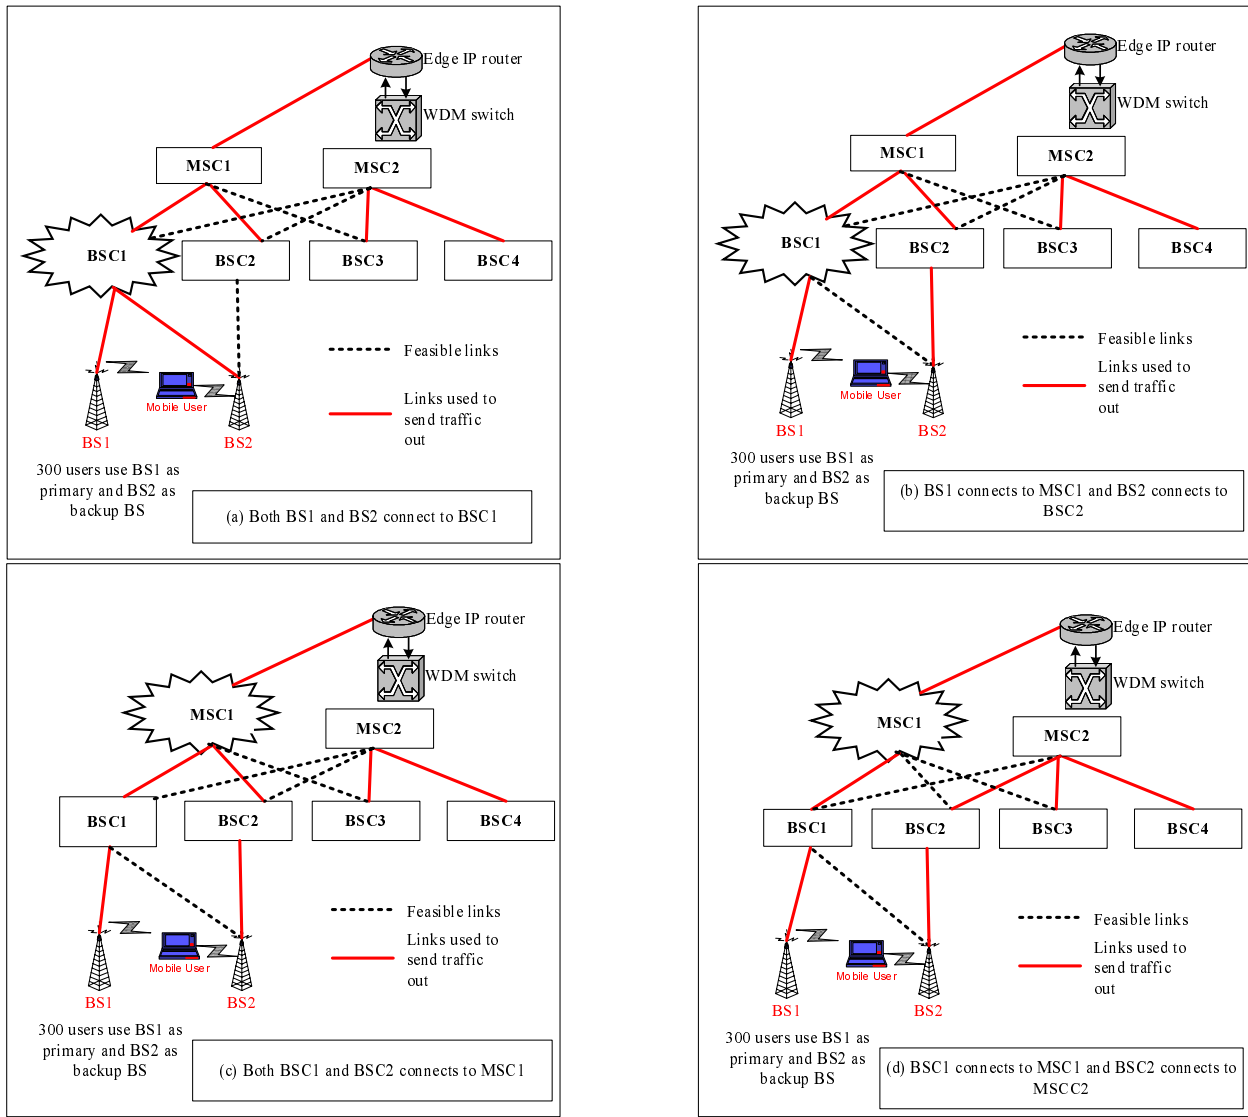 Edge IP router
WDM switch
MSC1
MSC2
BSC1
BSC2
BSC3
BSC4
Feasible links
Links used to
send traffic
out
Mobile User
BS1
BS2
300 users use BS1 as
primary and BS2 as
backup BS
(a) Both BS1 and BS2 connect to BSC1
Edge IP router
WDM switch
MSC1
MSC2
BSC1
BSC2
BSC3
BSC4
Feasible links
Links used to
send traffic
out
Mobile User
BS1
BS2
300 users use BS1 as
primary and BS2 as
backup BS
(b) BS1 connects to MSC1 and BS2 connects to
BSC2
Edge IP router
WDM switch
MSC1
MSC2
BSC1
BSC2
BSC3
BSC4
Feasible links
Links used to
send traffic
out
Mobile User
BS1
BS2
300 users use BS1 as
primary and BS2 as
backup BS
(c) Both BSC1 and BSC2 connects to MSC1
Edge IP router
WDM switch
MSC1
MSC2
BSC1
BSC2
BSC3
BSC4
Feasible links
Links used to
send traffic
out
Mobile User
BS1
BS2
300 users use BS1 as
primary and BS2 as
backup BS
(d) BSC1 connects to MSC1 and BSC2 connects to
MSCC2